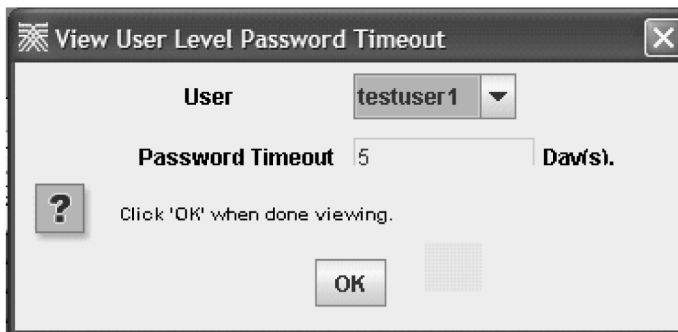 View User Level Password Timeout
User testuser1
Password Timeout 5 Day(s).
?
Click 'OK' when done viewing.
OK